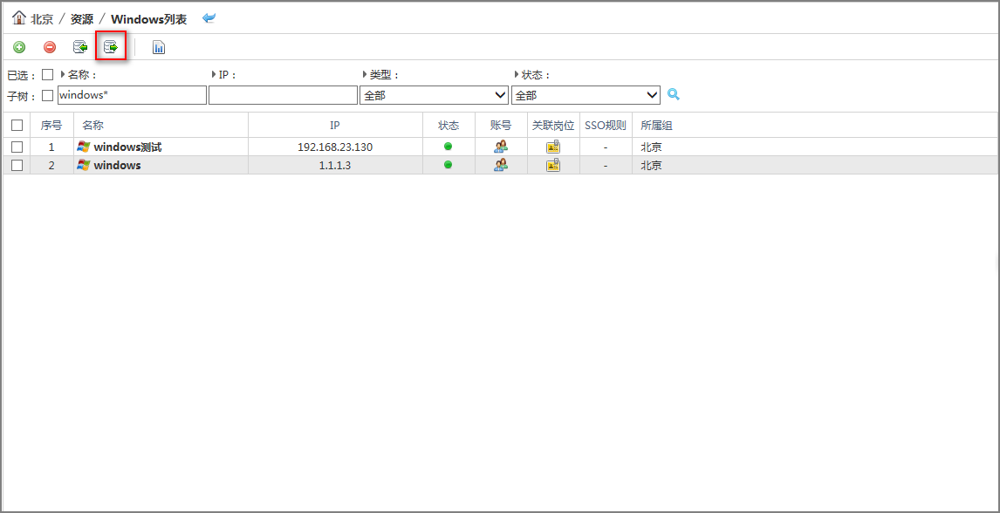 北京 / 资源 / Windows列表
已选： 名称： IP： 类型： 状态：
子树： windows* 全部 全部
序号 名称 IP 状态 账号 关联岗位 SSO规则 所属组
1 windows测试 192.168.23.130 - 北京
2 windows 1.1.1.3 - 北京